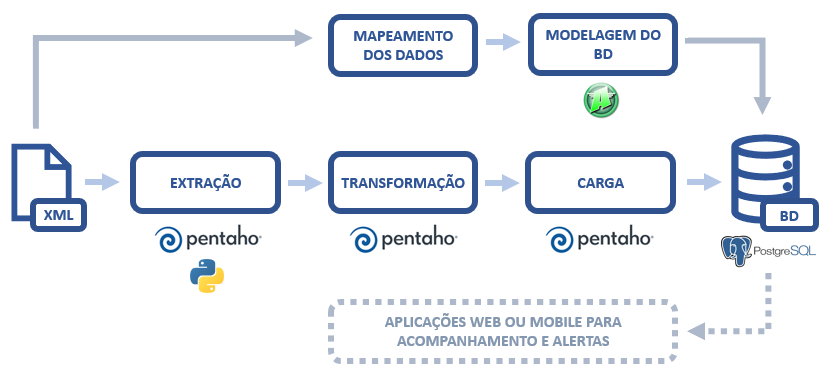 MAPEAMENTO
DOS DADOS
MODELAGEM DO
BD
A
XML
EXTRAÇÃO
TRANSFORMAÇÃO
CARGA
BD
pentaho
pentaho
pentaho
PostgreSQL
APLICAÇÕES WEB OU MOBILE PARA
ACOMPANHAMENTO E ALERTAS